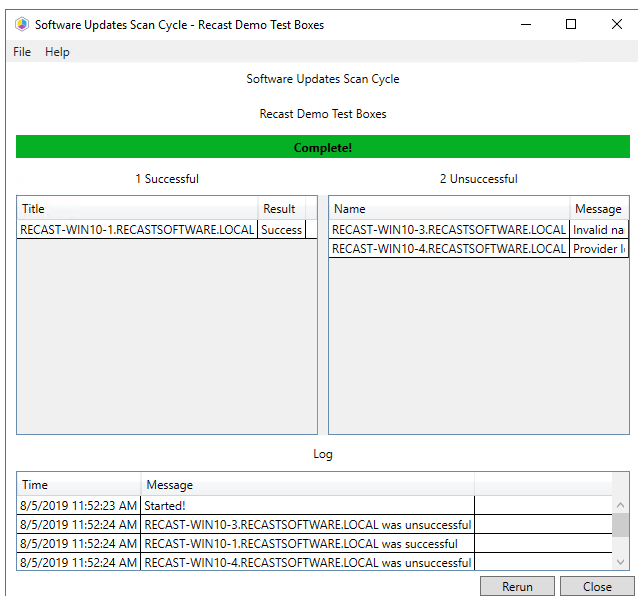 Software Updates Scan Cycle - Recast Demo Test Boxes
File Help
Software Updates Scan Cycle
Recast Demo Test Boxes
Complete!
1 Successful
2 Unsuccessful
Title Result
RECAST-WIN10-1.RECASTSOFTWARE.LOCAL Success
Name Message
RECAST-WIN10-3.RECASTSOFTWARE.LOCAL Invalid na
RECAST-WIN10-4.RECASTSOFTWARE.LOCAL Provider l
Log
Time Message
8/5/2019 11:52:23 AM Started!
8/5/2019 11:52:24 AM RECAST-WIN10-3.RECASTSOFTWARE.LOCAL was unsuccessful
8/5/2019 11:52:24 AM RECAST-WIN10-1.RECASTSOFTWARE.LOCAL was successful
8/5/2019 11:52:24 AM RECAST-WIN10-4.RECASTSOFTWARE.LOCAL was unsuccessful
Rerun Close